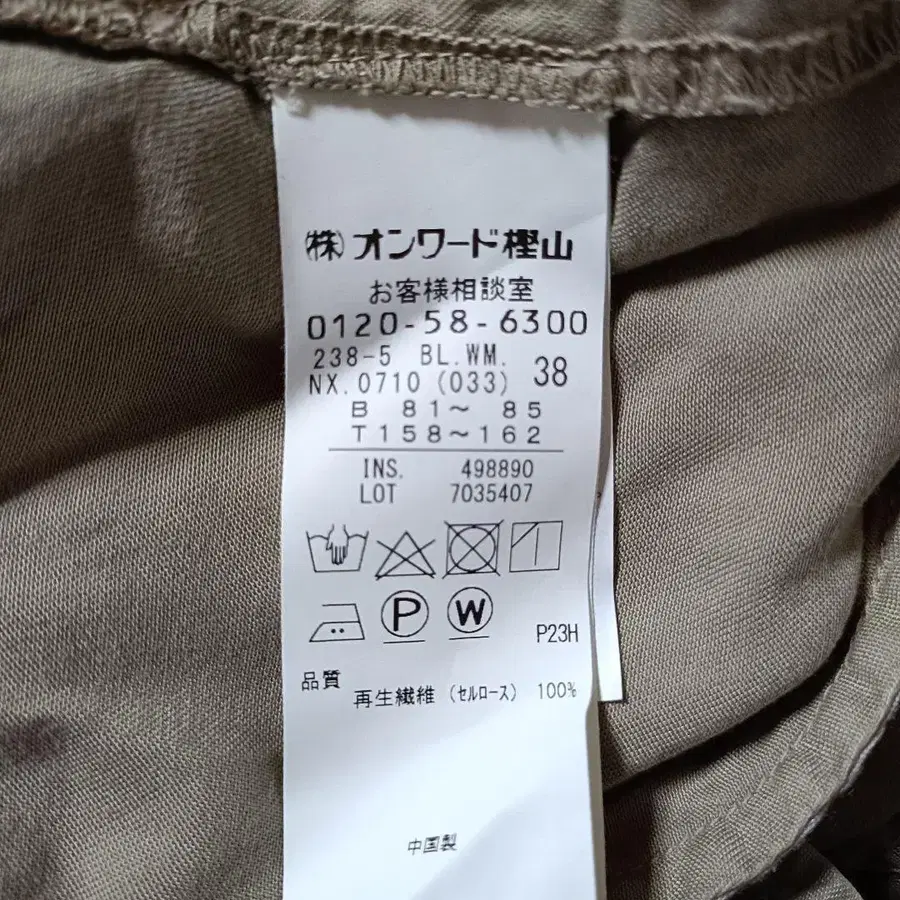 (株)オンワード樫山
お客様相談室
0120-58-6300
238-5 BL.WM.
NX.0710 (033) 38
B 81～ 85
T158～162
INS. 498890
LOT 7035407
P W
P23H
品質
再生繊維 (セルロース) 100%
中国製